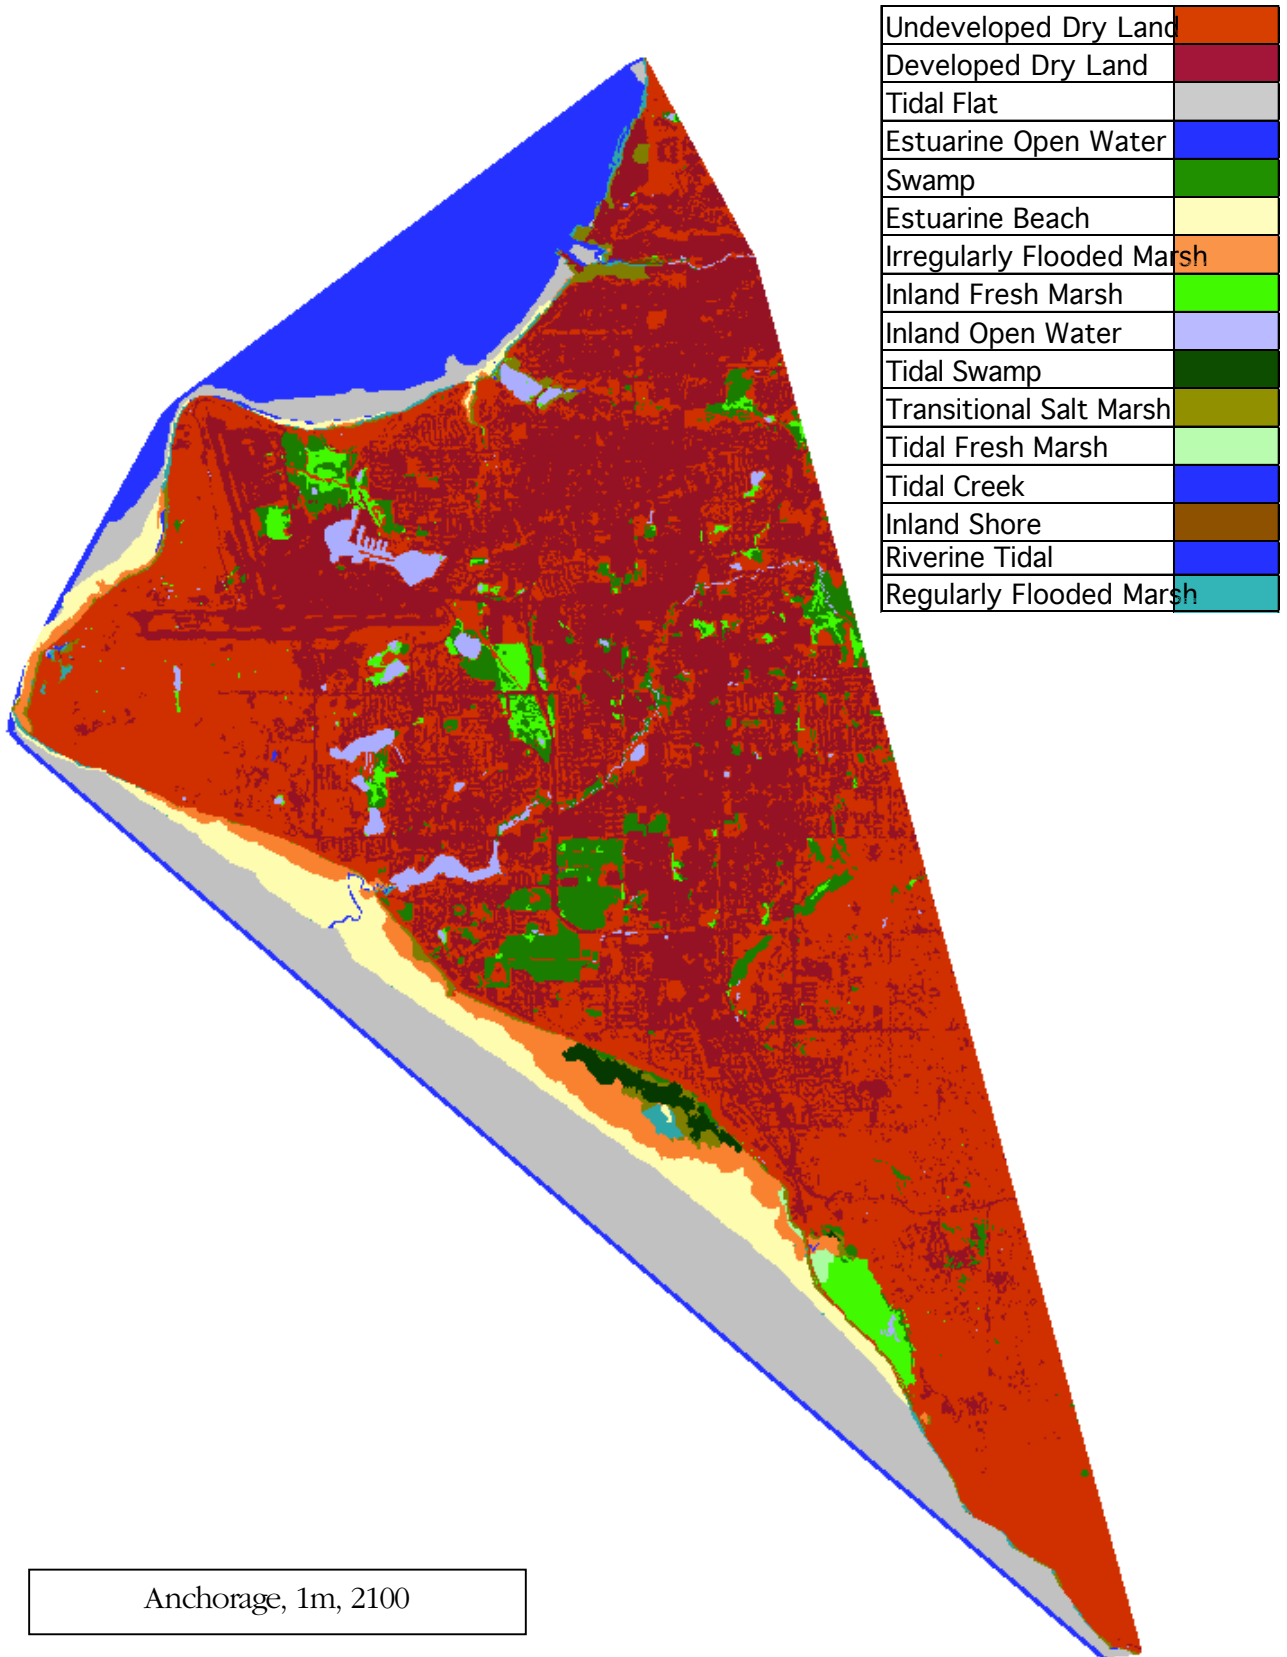 Undeveloped Dry Land
Developed Dry Land
Tidal Flat
Estuarine Open Water
Swamp
Estuarine Beach
Irregularly Flooded Marsh
Inland Fresh Marsh
Inland Open Water
Tidal Swamp
Transitional Salt Marsh
Tidal Fresh Marsh
Tidal Creek
Inland Shore
Riverine Tidal
Regularly Flooded Marsh
Anchorage, 1m, 2100